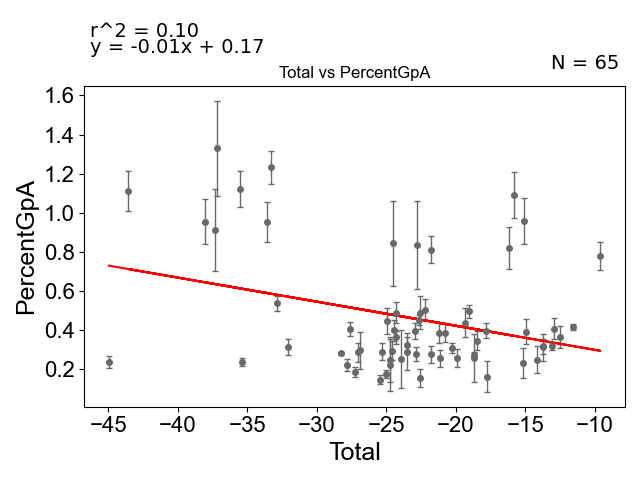 r^2 = 0.10
y = -0.01x + 0.17
N = 65
Total vs PercentGpA
PercentGpA
1.6
1.4
1.2
1.0
0.8
0.6
0.4
0.2
−45 −40 −35 −30 −25 −20 −15 −10
Total